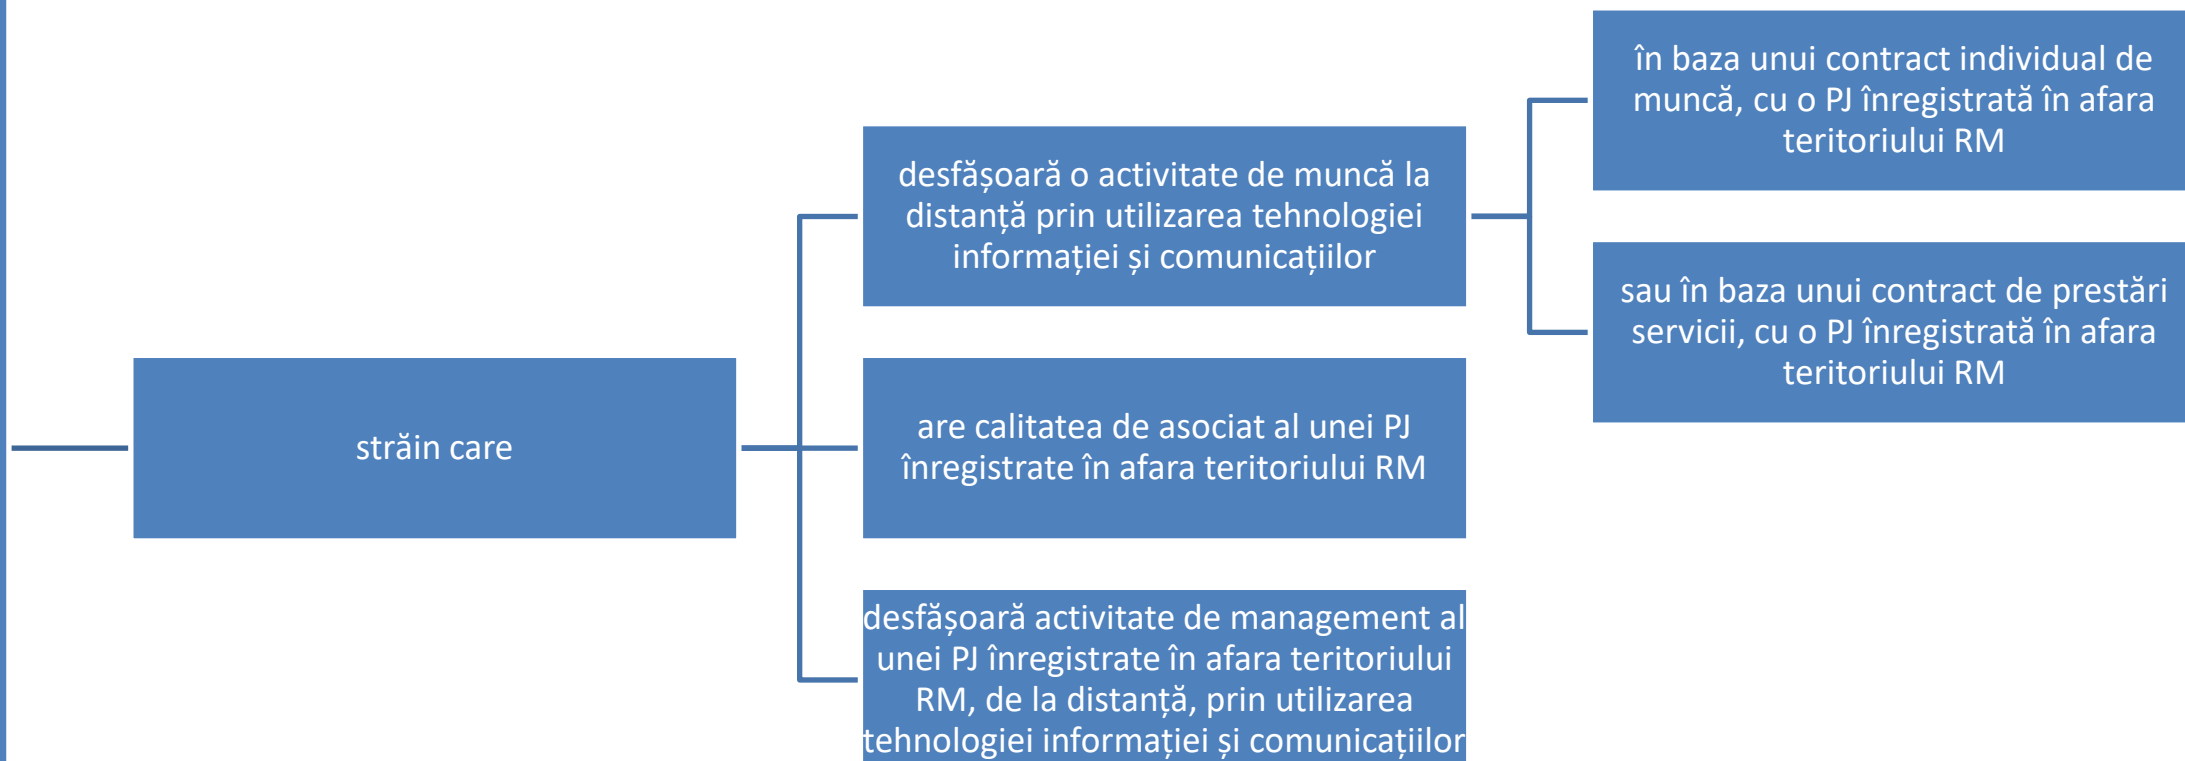 străin care
desfășoară o activitate de muncă la
distanță prin utilizarea tehnologiei
informației și comunicațiilor
în baza unui contract individual de
muncă, cu o PJ înregistrată în afara
teritoriului RM
sau în baza unui contract de prestări
servicii, cu o PJ înregistrată în afara
teritoriului RM
are calitatea de asociat al unei PJ
înregistrate în afara teritoriului RM
desfășoară activitate de management al
unei PJ înregistrate în afara teritoriului
RM, de la distanță, prin utilizarea
tehnologiei informației și comunicațiilor